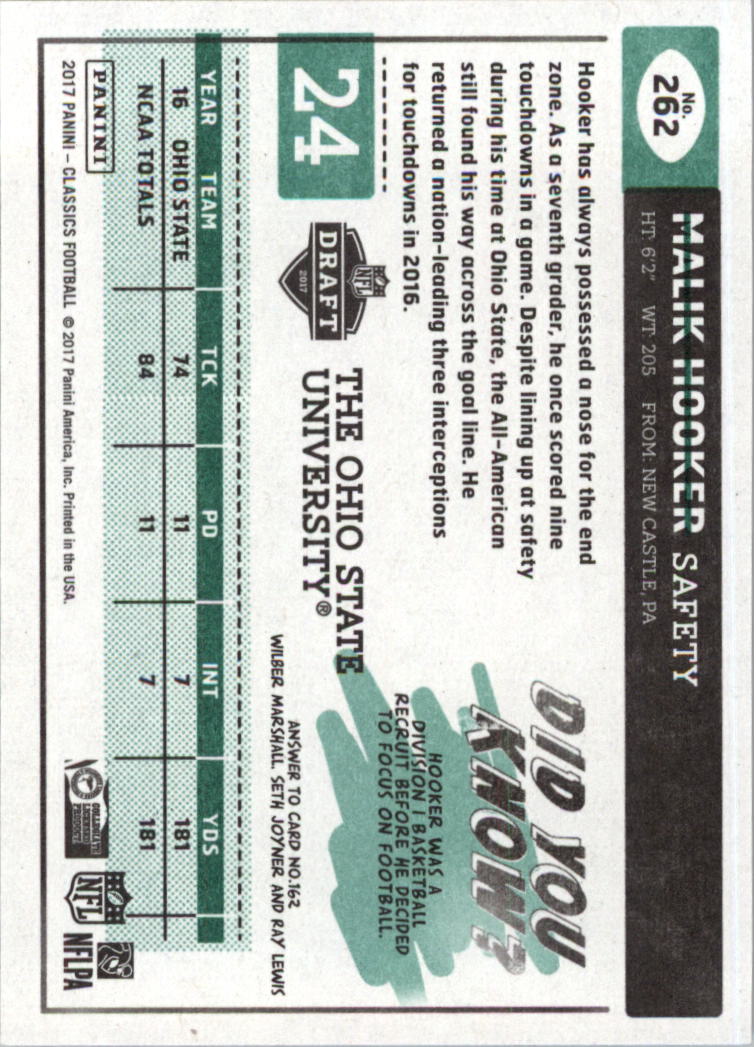 No.
262
MALIK HOOKER SAFETY
HT: 6'2" WT: 205 FROM: NEW CASTLE, PA
Hooker has always possessed a nose for the end
zone. As a seventh grader, he once scored nine
touchdowns in a game. Despite lining up at safety
during his time at Ohio State, the All-American
still found his way across the goal line. He
returned a nation-leading three interceptions
for touchdowns in 2016.
DID YOU
KNOW?
HOOKER WAS A
DIVISION I BASKETBALL
RECRUIT BEFORE HE DECIDED
TO FOCUS ON FOOTBALL.
24
NFL
DRAFT
2017
THE OHIO STATE
UNIVERSITY®
ANSWER TO CARD NO.162
WILBER MARSHALL, SETH JOYNER AND RAY LEWIS
YEAR TEAM TCK PD INT YDS
16 OHIO STATE 74 11 7 181
NCAA TOTALS 84 11 7 181
PANINI
2017 PANINI – CLASSICS FOOTBALL © 2017 Panini America, Inc. Printed in the USA.
COLLEGIATE
LICENSED
PRODUCT
NFL
NFLPA